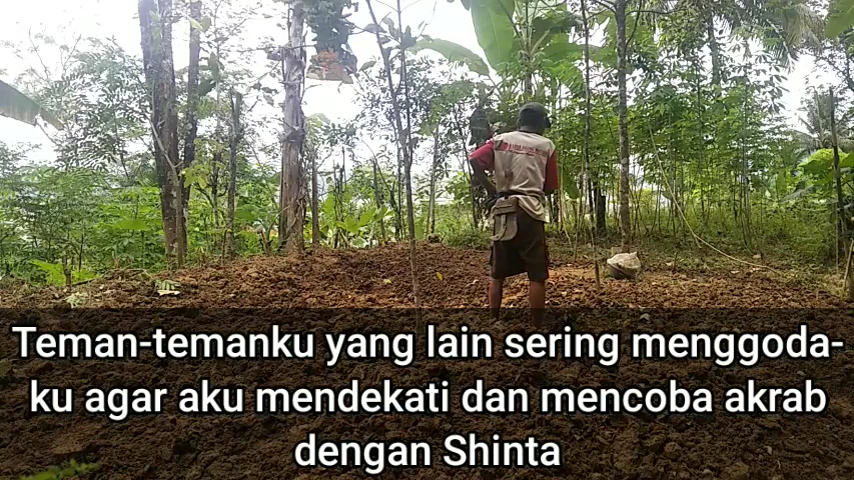 Teman-temanku yang lain sering menggoda-
ku agar aku mendekati dan mencoba akrab
dengan Shinta